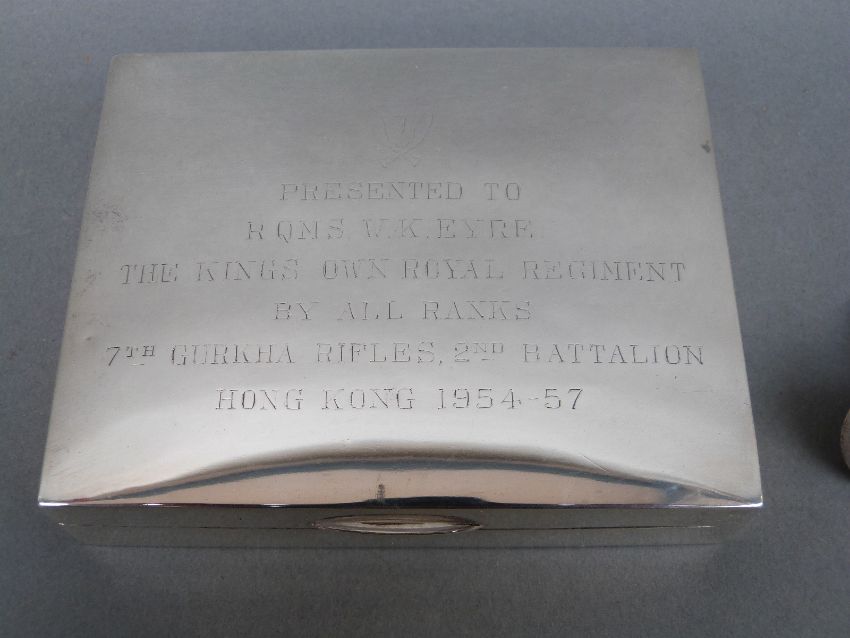 PRESENTED TO
RQMS. W.K. EYRE
THE KINGS OWN ROYAL REGIMENT
BY ALL RANKS
7TH GURKHA RIFLES, 2ND BATTALION
HONG KONG 1954-57